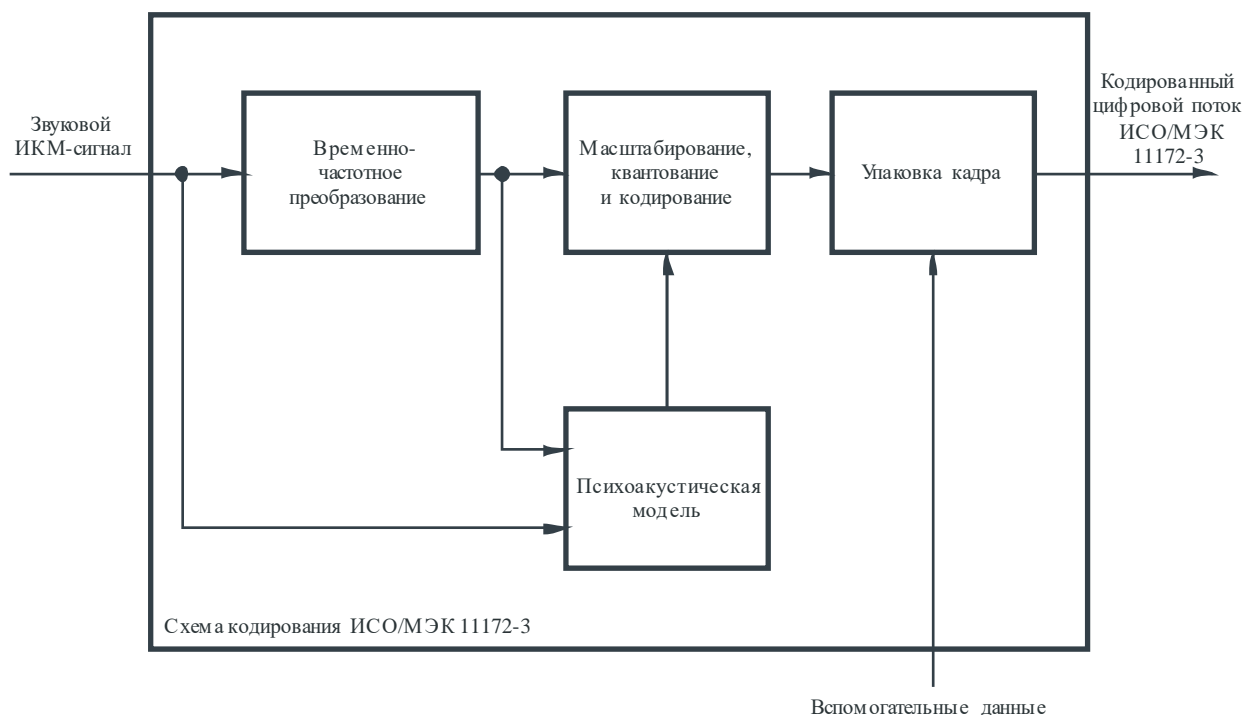 Звуковой
ИКМ-сигнал
Временно-
частотное
преобразование
Масштабирование,
квантование
и кодирование
Упаковка кадра
Кодированный
цифровой поток
ИСО/МЭК
11172-3
Психоакустическая
модель
Схема кодирования ИСО/МЭК 11172-3
Вспомогательные данные